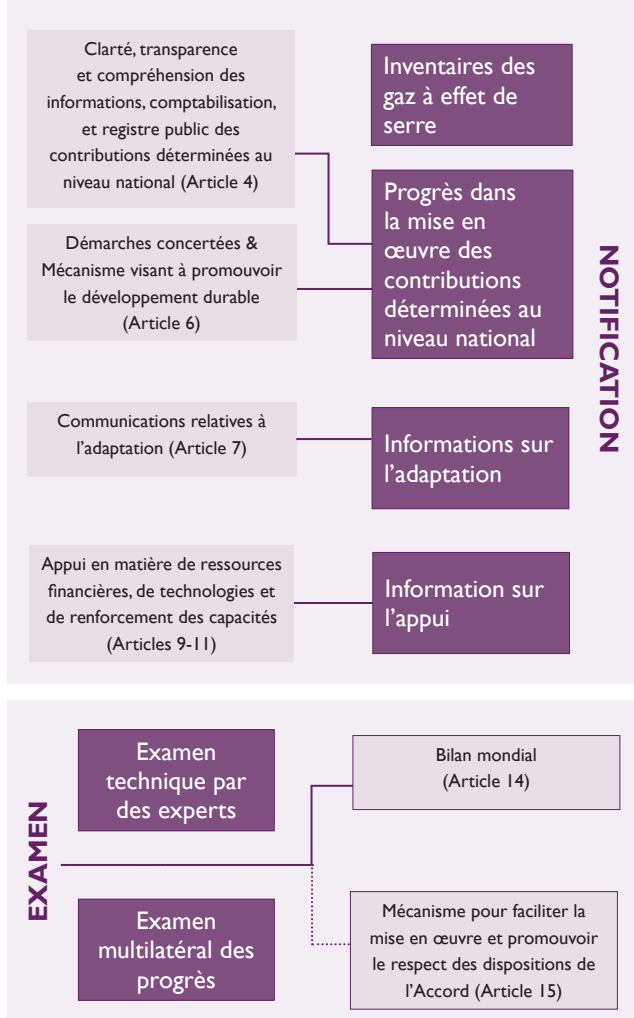 Clarté, transparence
et compréhension des
informations, comptabilisation,
et registre public des
contributions déterminées au
niveau national (Article 4)
Inventaires des
gaz à effet de
serre
Progrès dans
la mise en
œuvre des
contributions
déterminées au
niveau national
Démarches concertées &
Mécanisme visant à promouvoir
le développement durable
(Article 6)
NOTIFICATION
Communications relatives à
l’adaptation (Article 7)
Informations sur
l’adaptation
Appui en matière de ressources
financières, de technologies et
de renforcement des capacités
(Articles 9-11)
Information sur
l’appui
EXAMEN
Examen
technique par
des experts
Bilan mondial
(Article 14)
Examen
multilatéral des
progrès
Mécanisme pour faciliter la
mise en œuvre et promouvoir
le respect des dispositions de
l’Accord (Article 15)